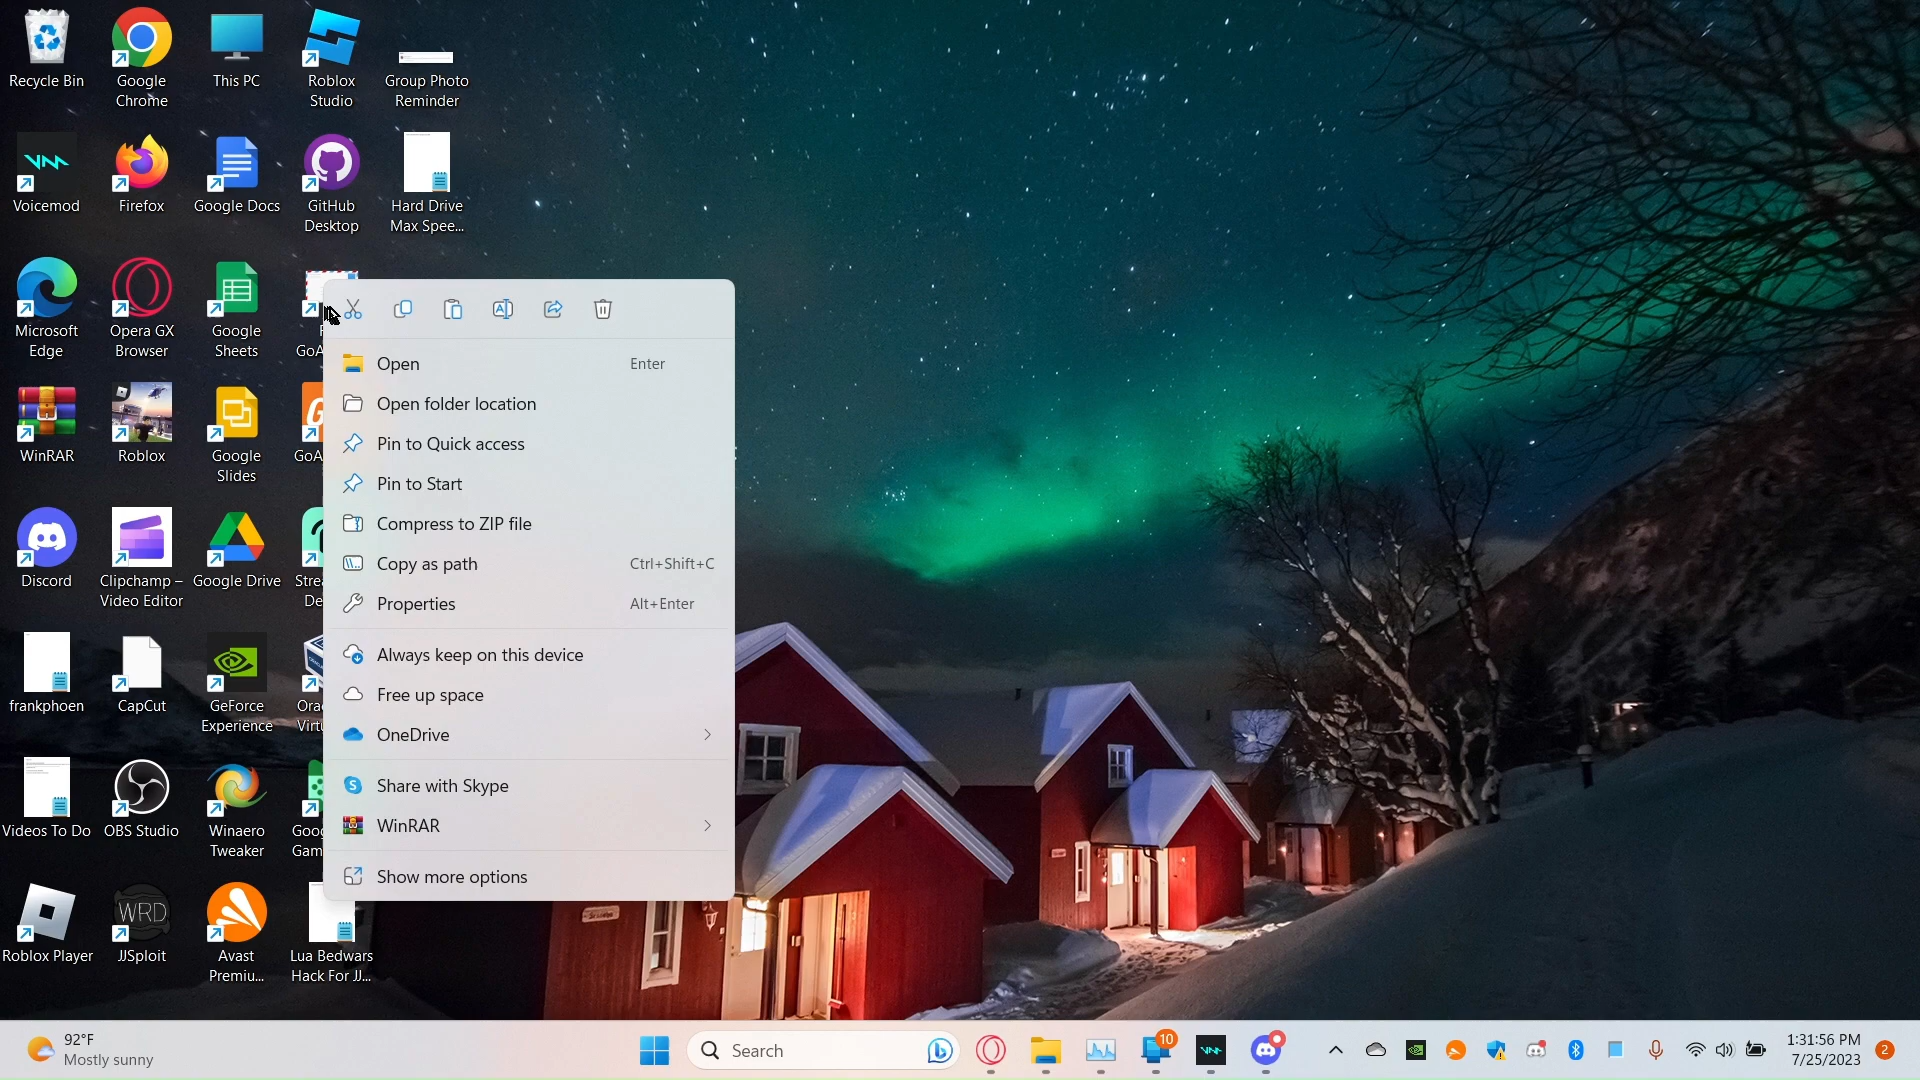 Recycle Bin
Google
Chrome
This PC
Roblox
Studio
Group Photo
Reminder
Voicemod
Firefox
Google Docs
GitHub
Desktop
Hard Drive
Max Spee...
Microsoft
Edge
Opera GX
Browser
Google
Sheets
GoA
WinRAR
Roblox
Google
Slides
GoA
Discord
Clipchamp –
Video Editor
Google Drive
Stre
De
frankphoen
CapCut
GeForce
Experience
Ora
Virtu
Videos To Do
OBS Studio
Winaero
Tweaker
Goo
Gam
Roblox Player
WRD
JJSploit
Avast
Premiu...
Lua Bedwars
Hack For JJ...
Open Enter
Open folder location
Pin to Quick access
Pin to Start
Compress to ZIP file
Copy as path Ctrl+Shift+C
Properties Alt+Enter
Always keep on this device
Free up space
OneDrive
Share with Skype
WinRAR
Show more options
92°F
Mostly sunny
Search
10
1:31:56 PM
7/25/2023
2